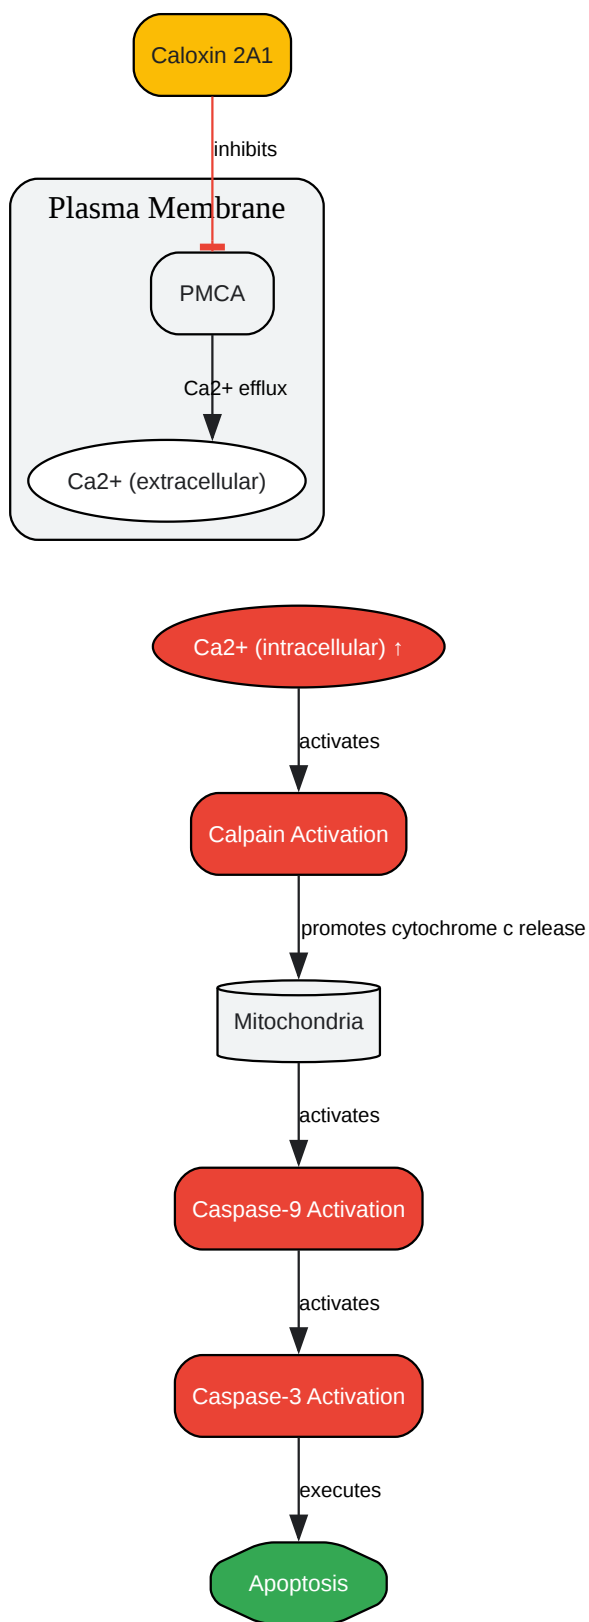 Caloxin 2A1
inhibits
Plasma Membrane
PMCA
Ca2+ efflux
Ca2+ (extracellular)
Ca2+ (intracellular) ↑
activates
Calpain Activation
promotes cytochrome c release
Mitochondria
activates
Caspase-9 Activation
activates
Caspase-3 Activation
executes
Apoptosis